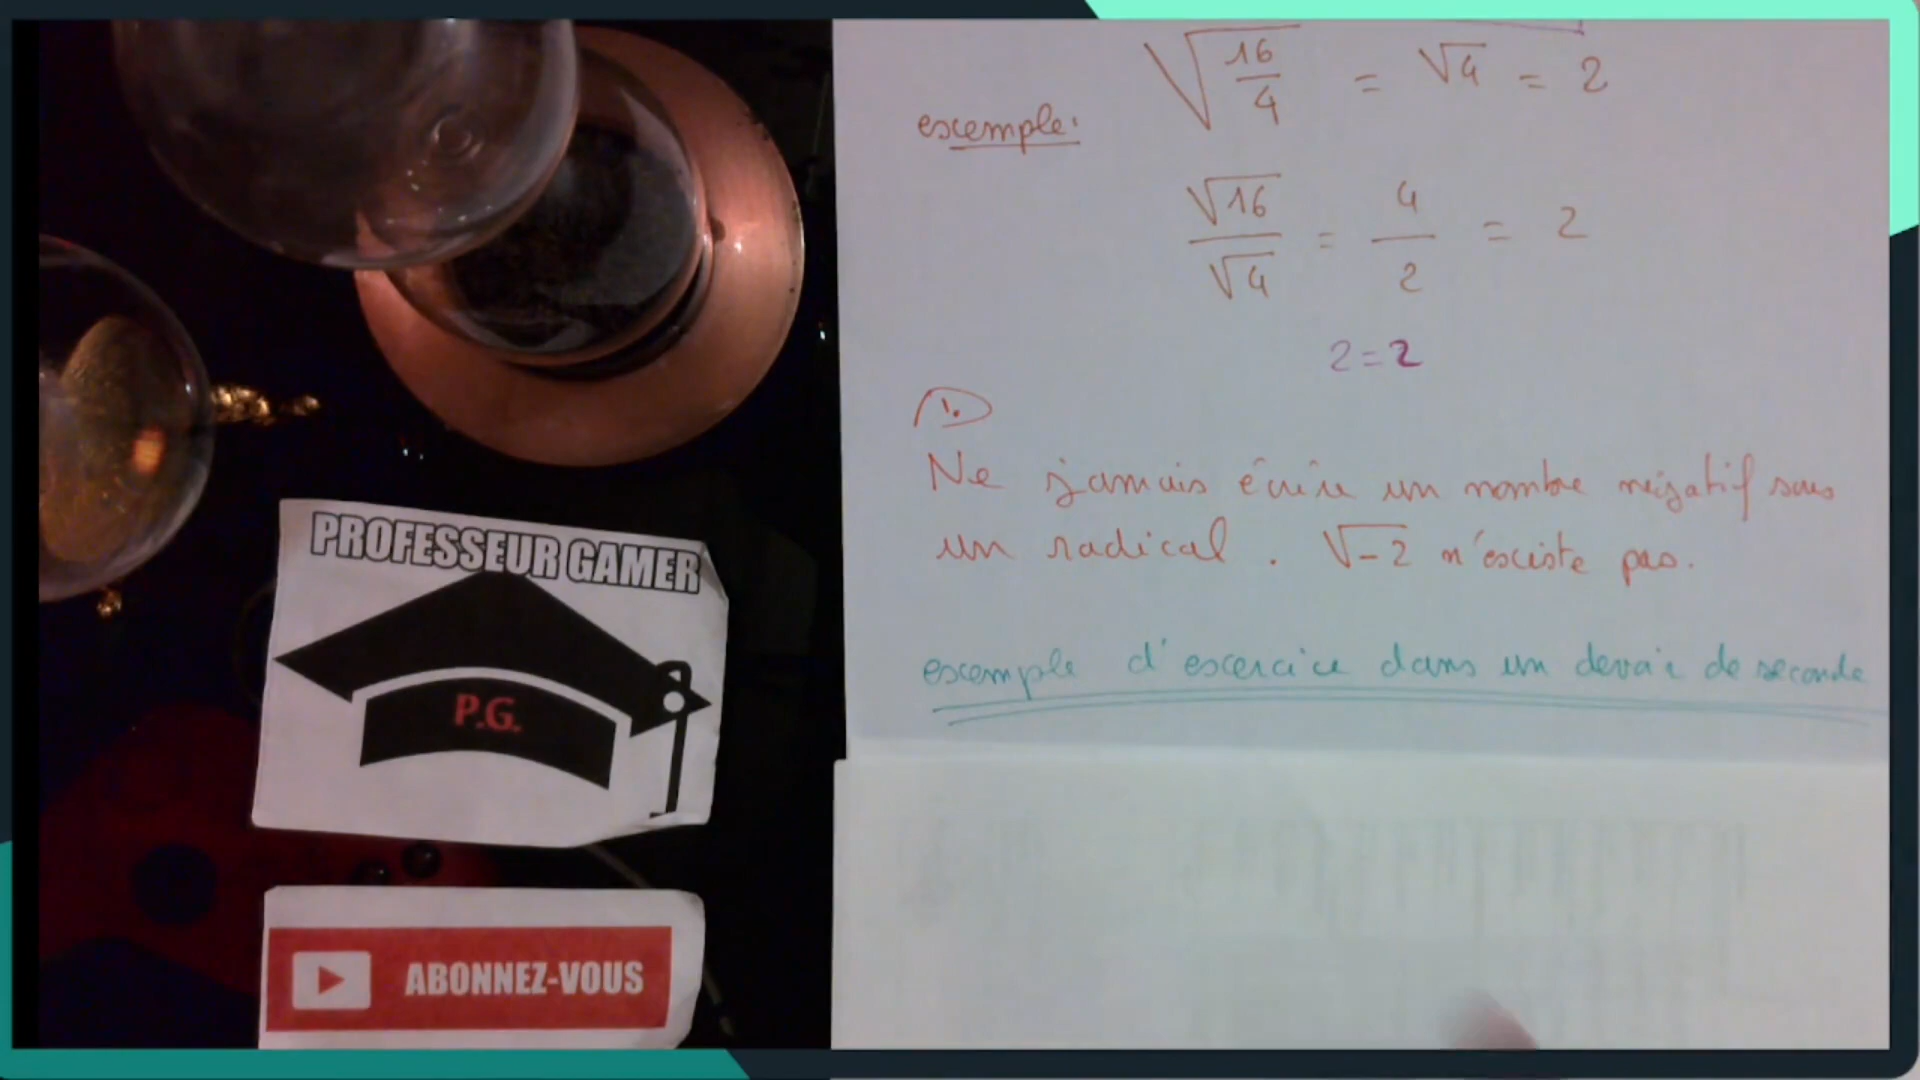 √(16/4) = √4 = 2
exemple:
√16/√4 = 4/2 = 2
2=2
Ne jamais écrire un nombre négatif sous
un radical. √-2 n'existe pas.
exemple d'exercice dans un devoir de seconde
PROFESSEUR GAMER
P.G.
ABONNEZ-VOUS